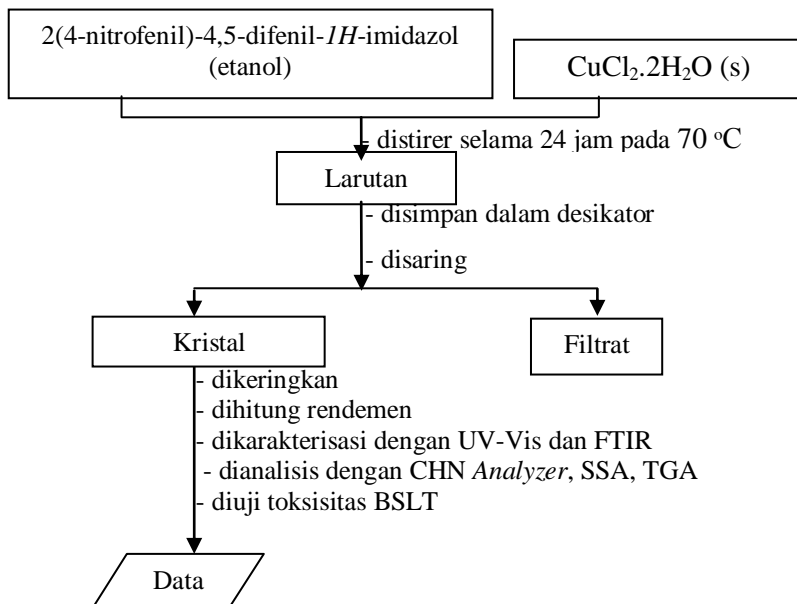 2(4-nitrofenil)-4,5-difenil-1H-imidazol
(etanol)
CuCl₂.2H₂O (s)
- distirer selama 24 jam pada 70 °C
Larutan
- disimpan dalam desikator
- disaring
Kristal
Filtrat
- dikeringkan
- dihitung rendemen
- dikarakterisasi dengan UV-Vis dan FTIR
- dianalisis dengan CHN Analyzer, SSA, TGA
- diuji toksisitas BSLT
Data